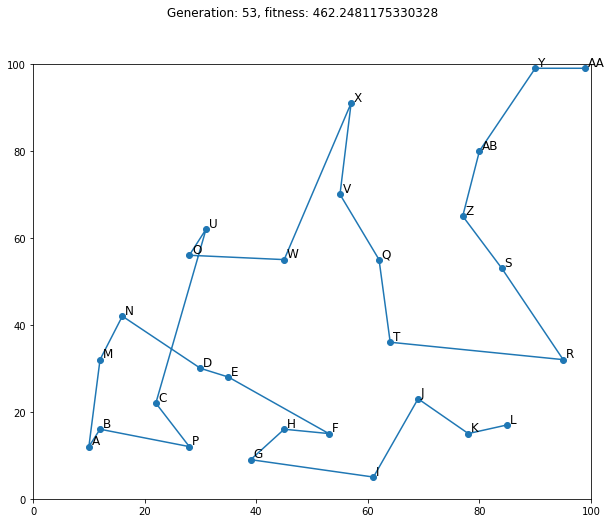 Generation: 53, fitness: 462.2481175330328
100
Y
AA
X
80
AB
V
Z
U
60
O
W
Q
S
40
N
T
M
R
D
E
C
J
20
B
H
F
K
L
A
P
G
I
0
0
20
40
60
80
100